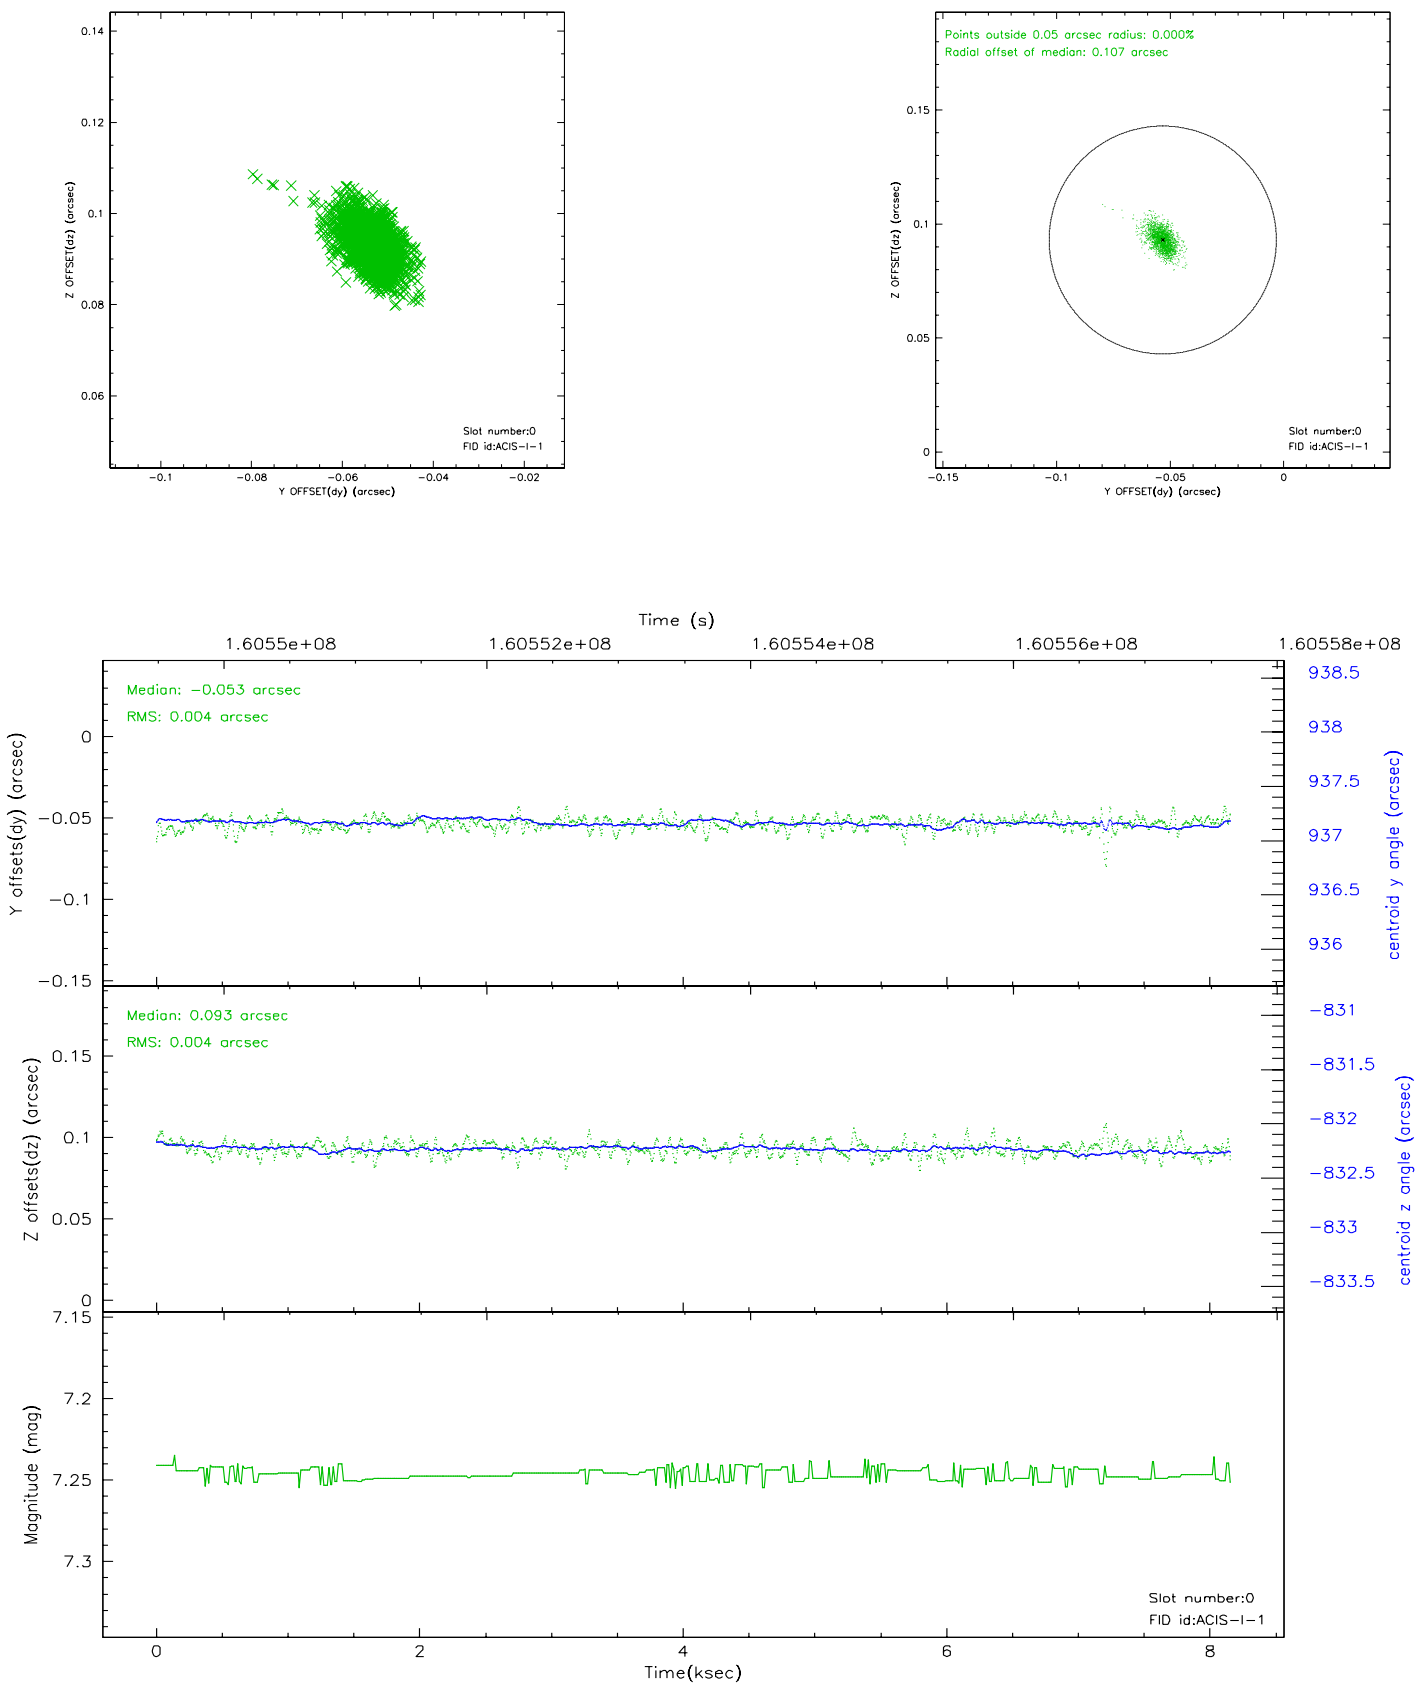 0.14
0.12
0.1
0.08
0.06
Z OFFSET(dz) (arcsec)
Slot number:0
FID id:ACIS-I-1
-0.1 -0.08 -0.06 -0.04 -0.02
Y OFFSET(dy) (arcsec)
Points outside 0.05 arcsec radius: 0.000%
Radial offset of median: 0.107 arcsec
0.15
0.1
0.05
0
Z OFFSET(dz) (arcsec)
Slot number:0
FID id:ACIS-I-1
-0.15 -0.1 -0.05 0
Y OFFSET(dy) (arcsec)
Time (s)
1.6055e+08 1.60552e+08 1.60554e+08 1.60556e+08 1.60558e+08
Median: -0.053 arcsec
RMS: 0.004 arcsec
0
-0.05
-0.1
-0.15
Y offsets(dy) (arcsec)
938.5
938
937.5
937
936.5
936
centroid y angle (arcsec)
Median: 0.093 arcsec
RMS: 0.004 arcsec
0.15
0.1
0.05
0
Z offsets(dz) (arcsec)
-831
-831.5
-832
-832.5
-833
-833.5
centroid z angle (arcsec)
7.15
7.2
7.25
7.3
Magnitude (mag)
Slot number:0
FID id:ACIS-I-1
0 2 4 6 8
Time(ksec)